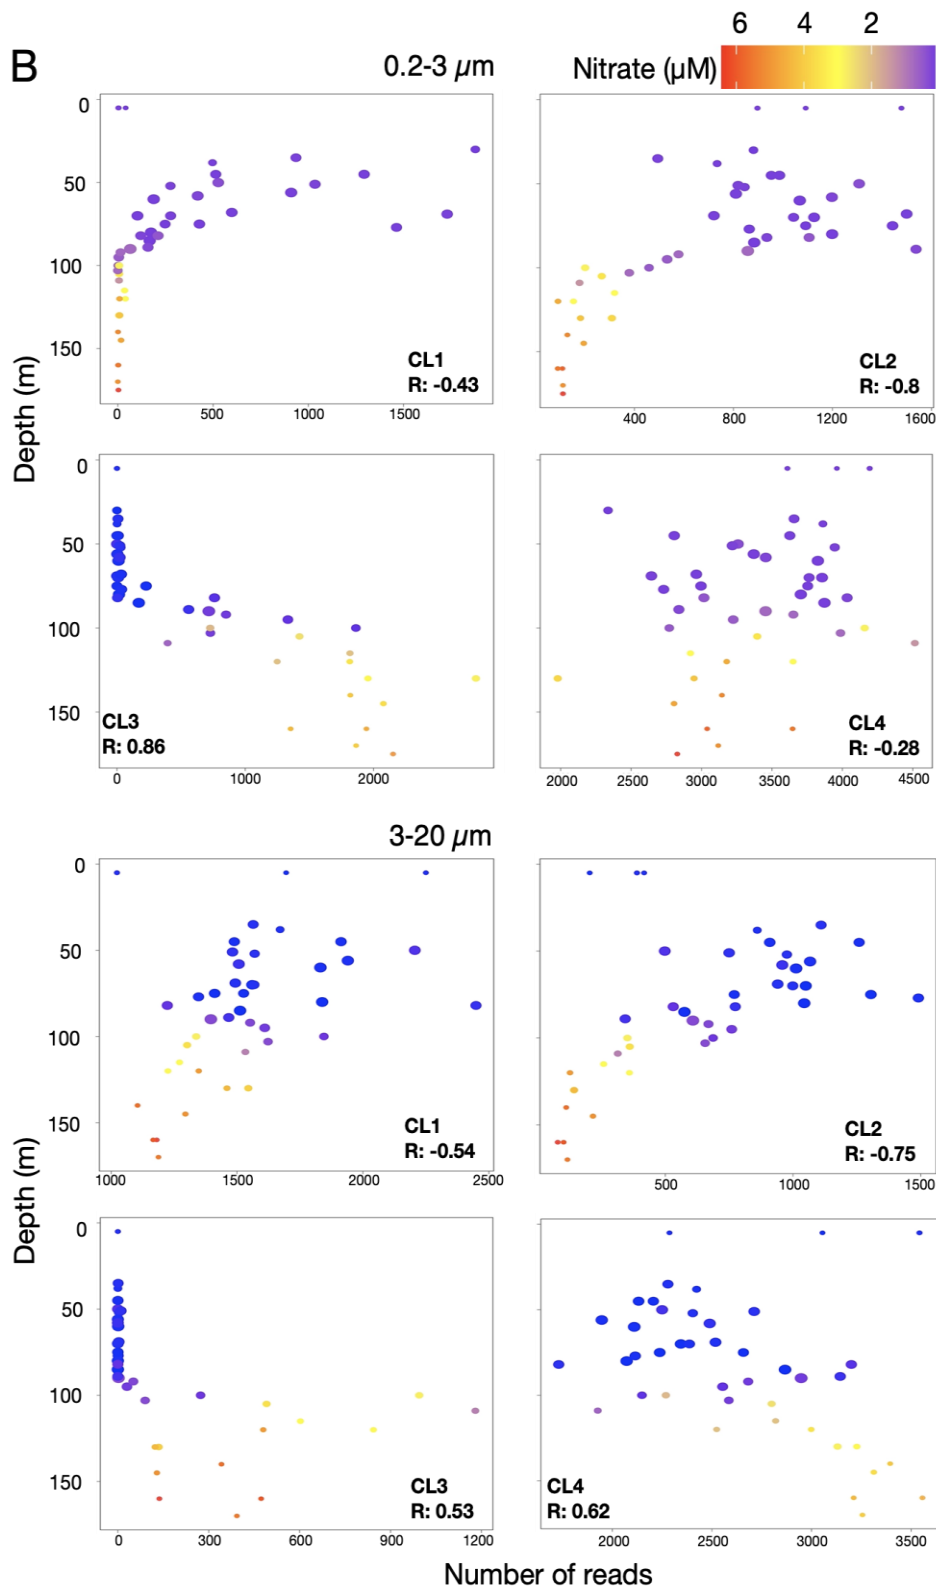 B
0.2-3 µm
Nitrate (µM)
6 4 2
Depth (m)
0
50
100
150
CL1
R: -0.43
0 500 1000 1500
CL2
R: -0.8
400 800 1200 1600
0
50
100
150
CL3
R: 0.86
0 1000 2000
CL4
R: -0.28
2000 2500 3000 3500 4000 4500
3-20 µm
Depth (m)
0
50
100
150
CL1
R: -0.54
1000 1500 2000 2500
CL2
R: -0.75
500 1000 1500
0
50
100
150
CL3
R: 0.53
0 300 600 900 1200
CL4
R: 0.62
2000 2500 3000 3500
Number of reads